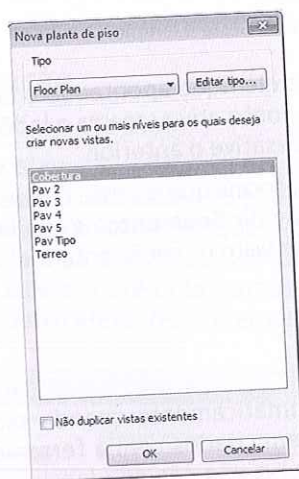 Nova planta de piso
Tipo
Floor Plan
Editar tipo...
Selecionar um ou mais níveis para os quais deseja
criar novas vistas.
Cobertura
Pav 2
Pav 3
Pav 4
Pav 5
Pav Tipo
Terreo
Não duplicar vistas existentes
OK
Cancelar